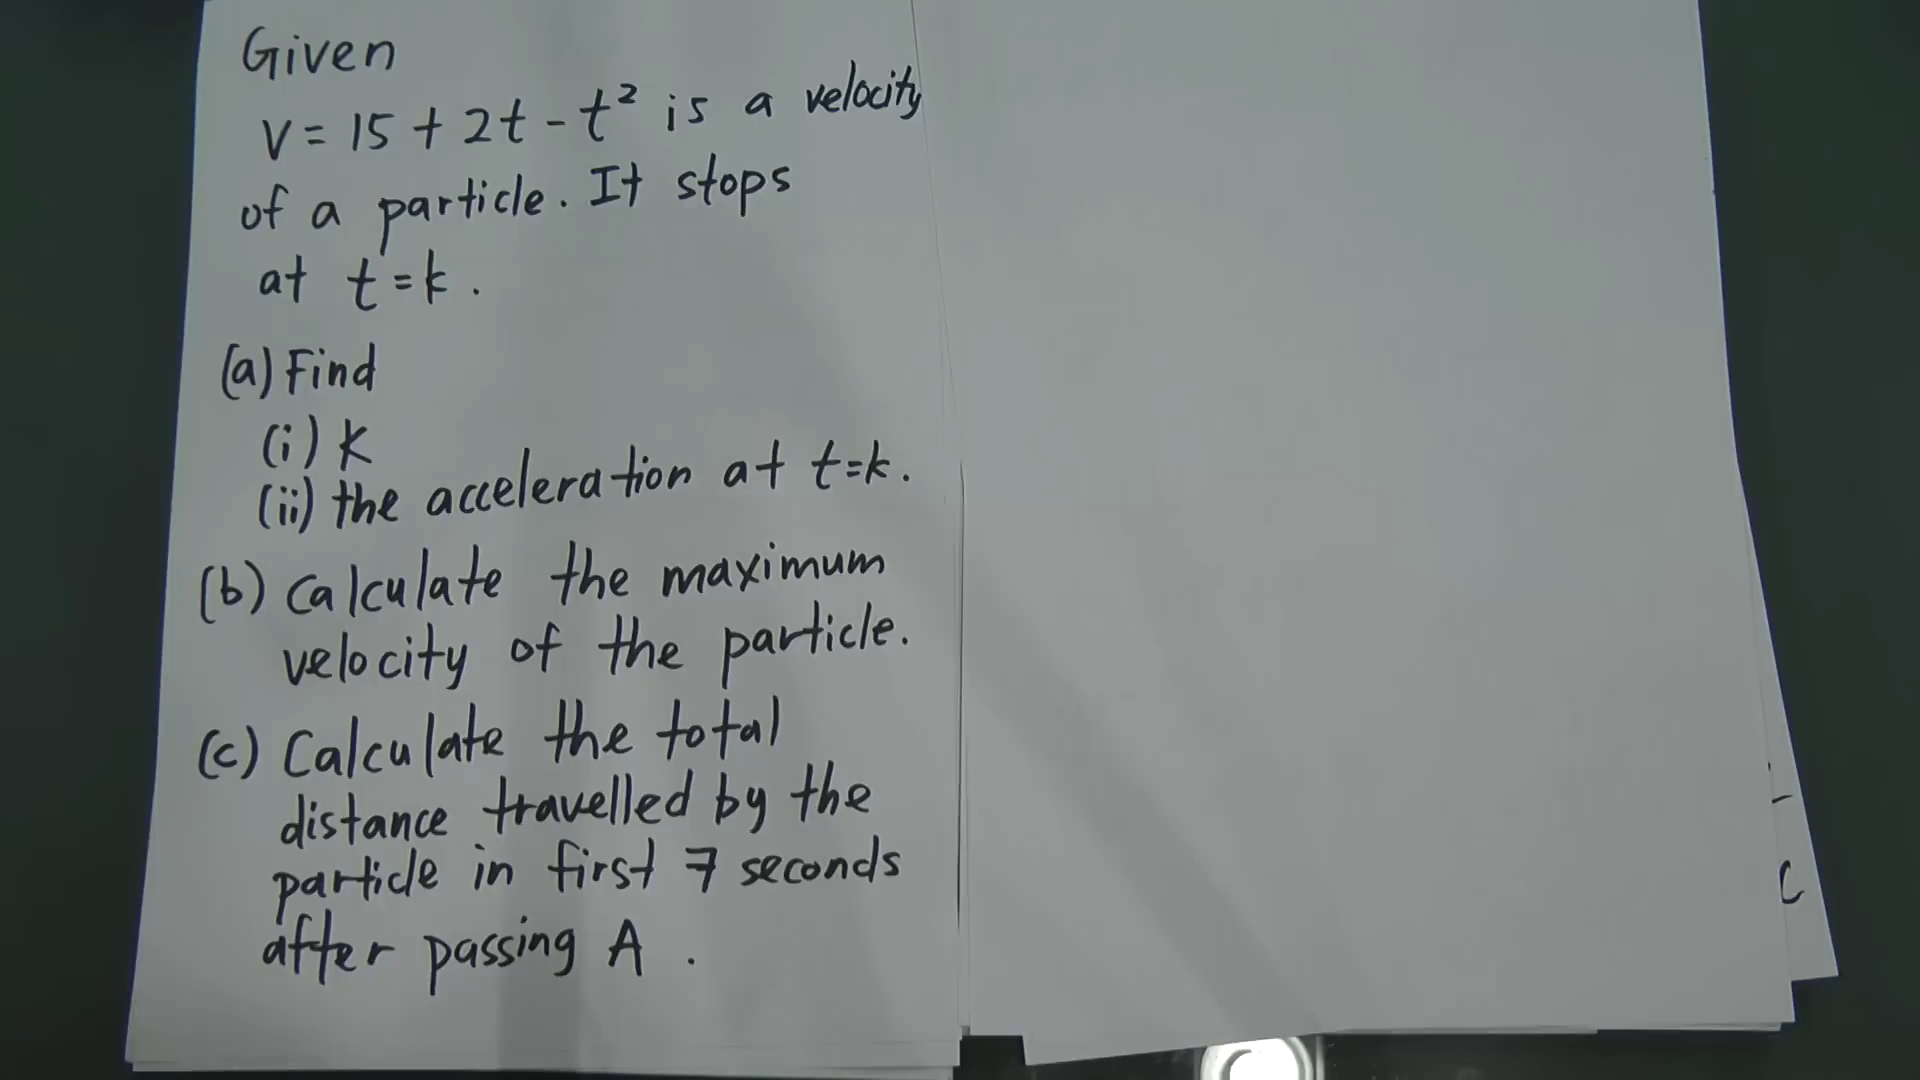 Given
V = 15 + 2t - t² is a velocity
of a particle. It stops
at t = k.
(a) Find
(i) K
(ii) the acceleration at t=k.
(b) Calculate the maximum
velocity of the particle.
(c) Calculate the total
distance travelled by the
particle in first 7 seconds
after passing A.